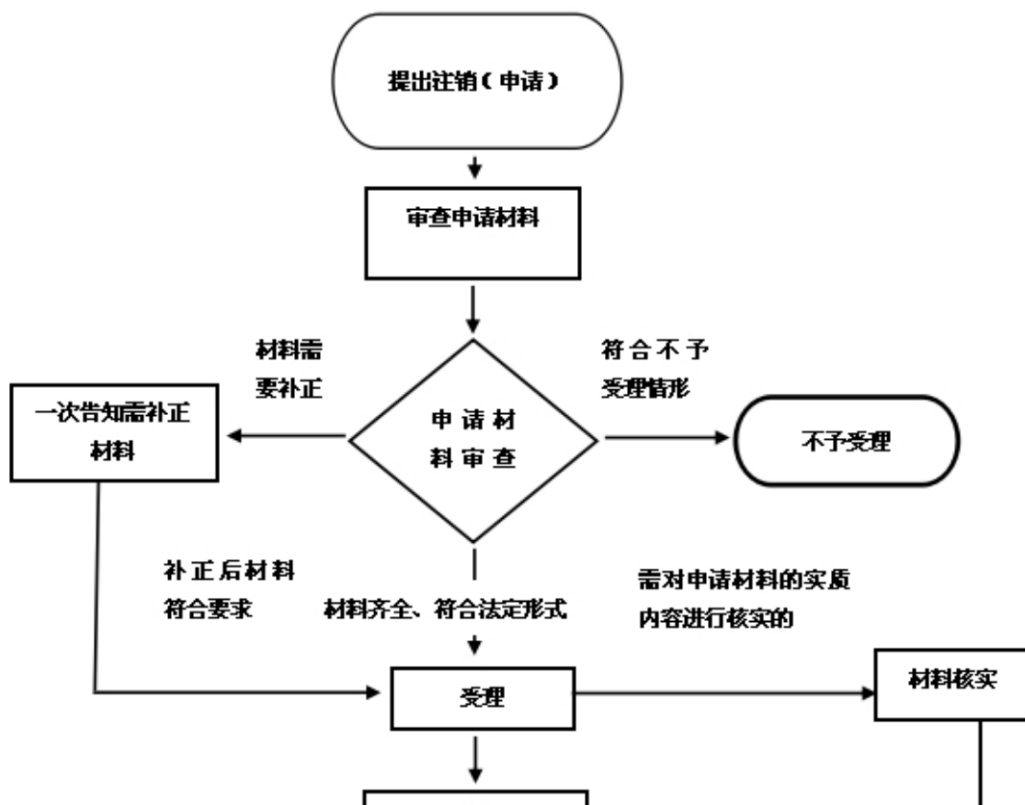 提出注销（申请）
审查申请材料
材料需
要补正
符合不予
受理情形
一次告知需补正
材料
申请材
料审查
不予受理
补正后材料
符合要求
材料齐全、符合法定形式
需对申请材料的实质
内容进行核实的
受理
材料核实